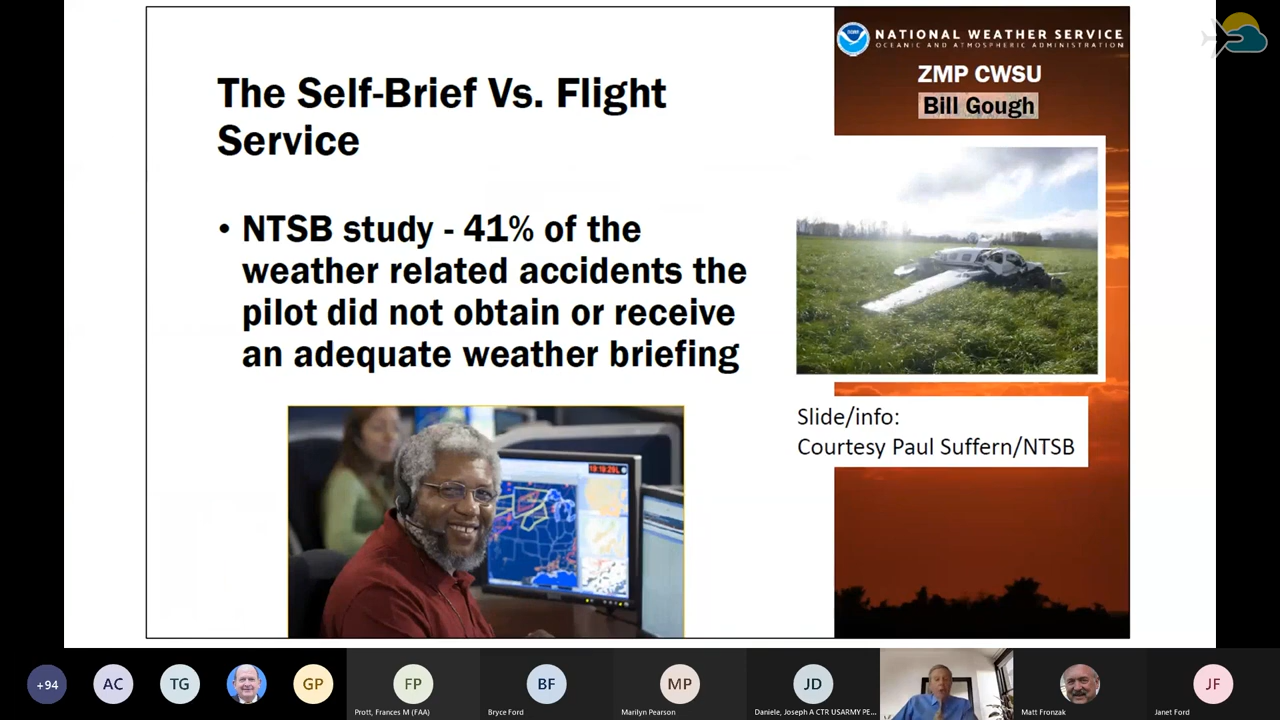 The Self-Brief Vs. Flight
Service
• NTSB study - 41% of the
weather related accidents the
pilot did not obtain or receive
an adequate weather briefing
NATIONAL WEATHER SERVICE
OCEANIC AND ATMOSPHERIC ADMINISTRATION
ZMP CWSU
Bill Gough
Slide/info:
Courtesy Paul Suffern/NTSB
+94
AC
TG
GP
FP
Prott, Frances M (FAA)
BF
Bryce Ford
MP
Marilyn Pearson
JD
Daniele, Joseph A CTR USARMY PE...
Matt Fronzak
JF
Janet Ford